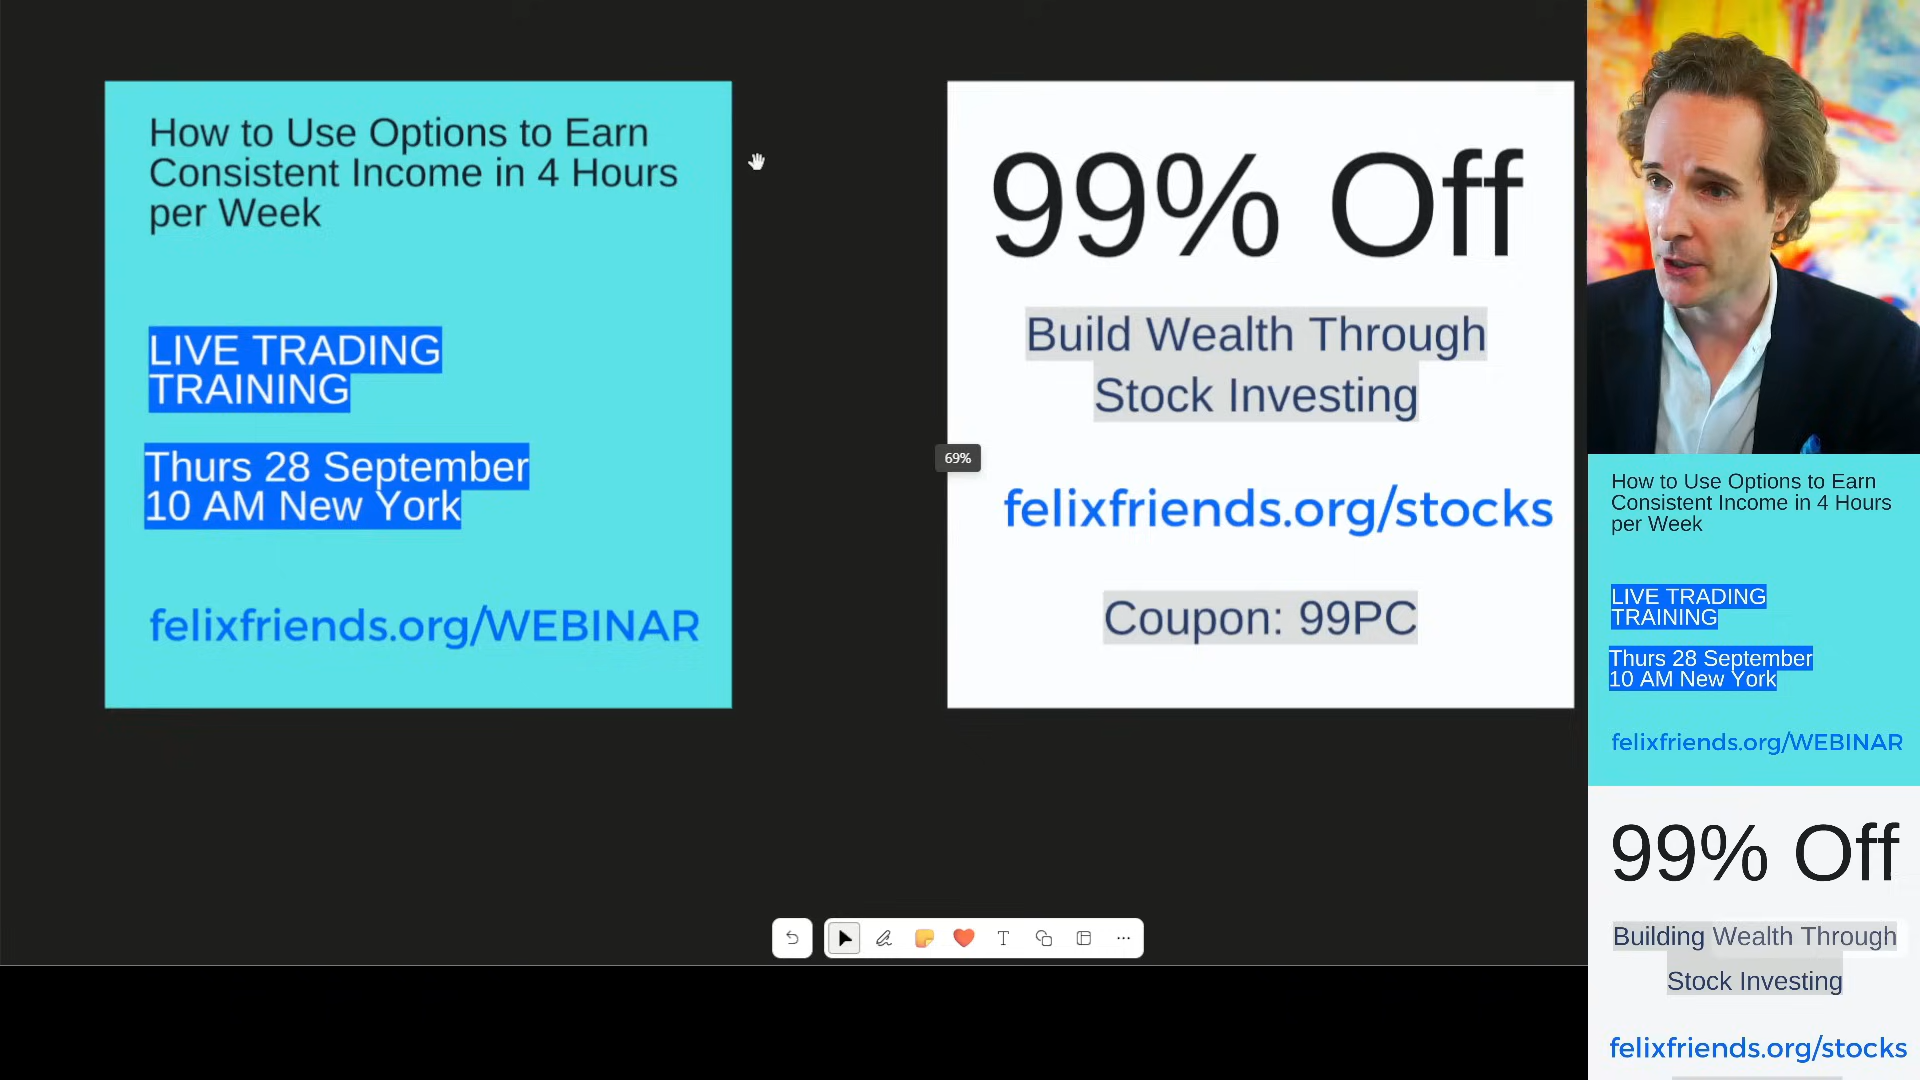 How to Use Options to Earn
Consistent Income in 4 Hours
per Week
LIVE TRADING
TRAINING
Thurs 28 September
10 AM New York
felixfriends.org/WEBINAR
99% Off
Build Wealth Through
Stock Investing
69%
felixfriends.org/stocks
Coupon: 99PC
T
How to Use Options to Earn
Consistent Income in 4 Hours
per Week
LIVE TRADING
TRAINING
Thurs 28 September
10 AM New York
felixfriends.org/WEBINAR
99% Off
Building Wealth Through
Stock Investing
felixfriends.org/stocks